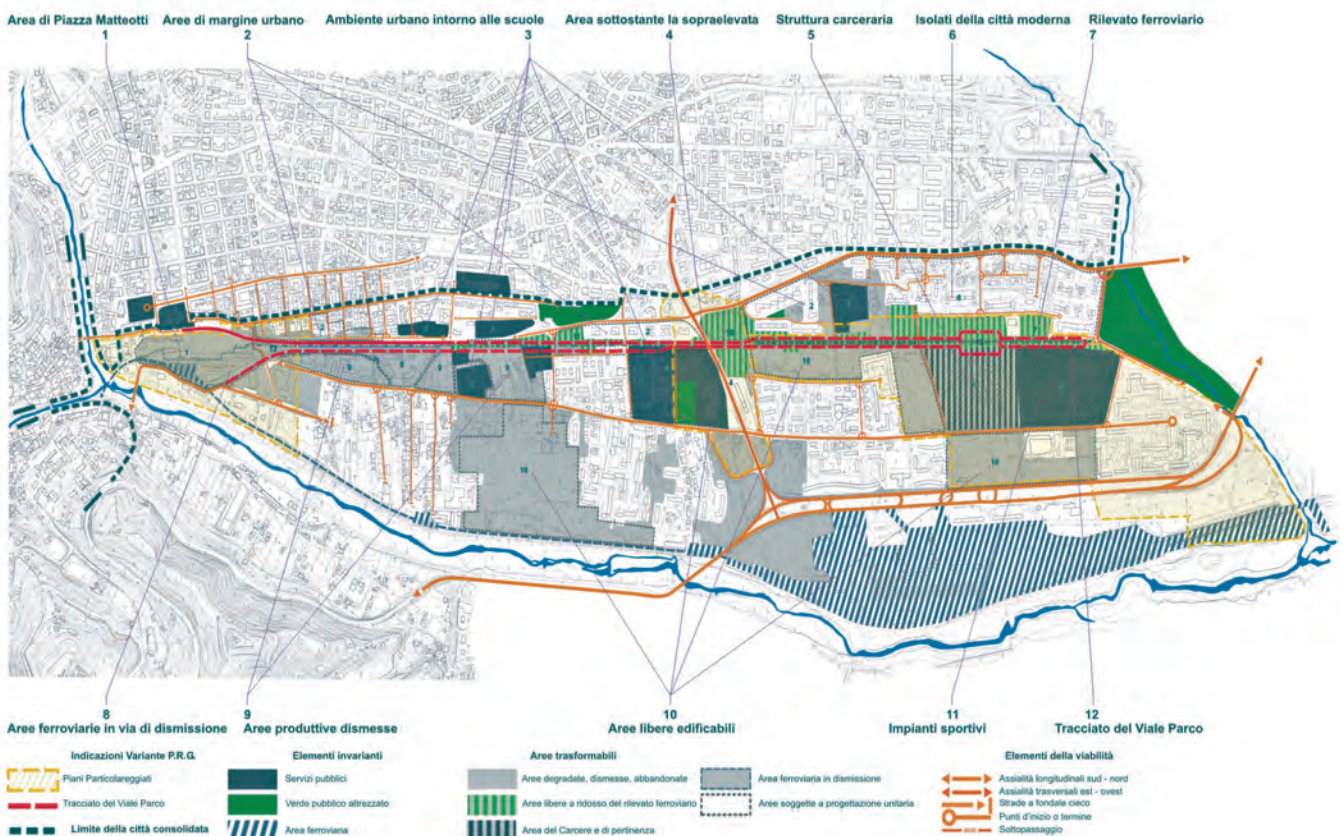 Area di Piazza Matteotti
Aree di margine urbano
Ambiente urbano intorno alle scuole
Area sottostante la sopraelevata
Struttura carceraria
Isolati della città moderna
Rilevato ferroviario
1
2
3
4
5
6
7
8
9
10
11
12
Aree ferroviarie in via di dismissione
Aree produttive dismesse
Aree libere edificabili
Impianti sportivi
Tracciato del Viale Parco
Indicazioni Variante P.R.G.
Piani Particolareggiati
Tracciato del Viale Parco
Limite della città consolidata
Elementi invarianti
Servizi pubblici
Verde pubblico attrezzato
Area ferroviaria
Aree trasformabili
Aree degradate, dismesse, abbandonate
Aree libere a ridosso del rilevato ferroviario
Area del Carcere e di pertinenza
Area ferroviaria in dismissione
Aree soggette a progettazione unitaria
Elementi della viabilità
Assialità longitudinali sud - nord
Assialità trasversali est - ovest
Strade a fondale cieco
Punti d'inizio o termine
Sottopassaggio